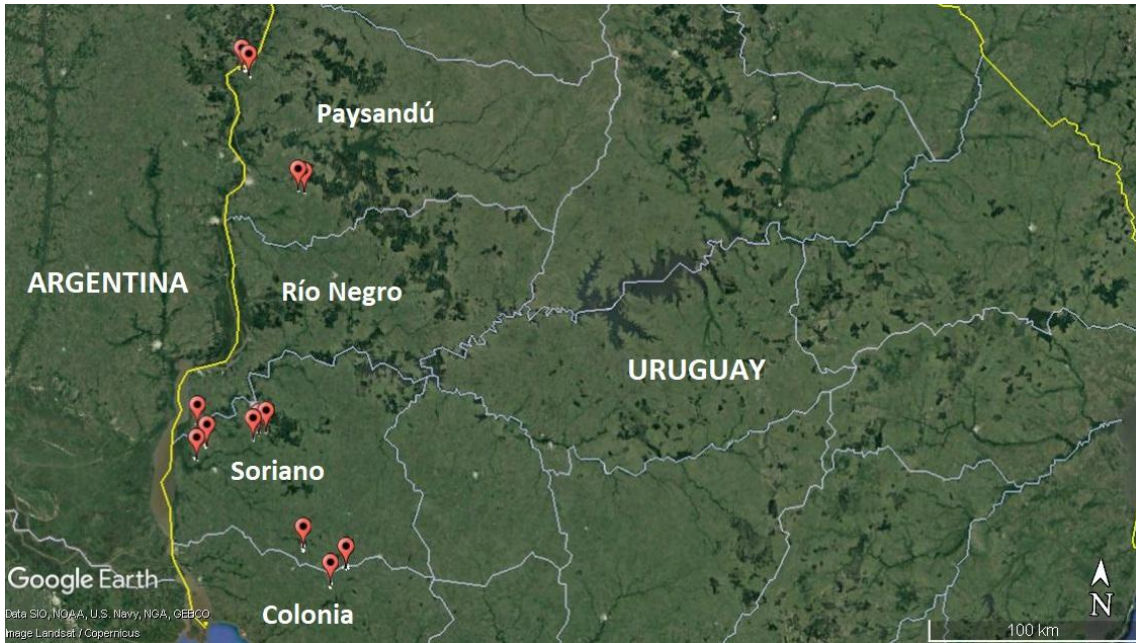 Paysandú
ARGENTINA
Río Negro
URUGUAY
Soriano
Google Earth
Colonia
N
Data SIO, NOAA, U.S. Navy, NGA, GEBCO
Image Landsat / Copernicus
100 km